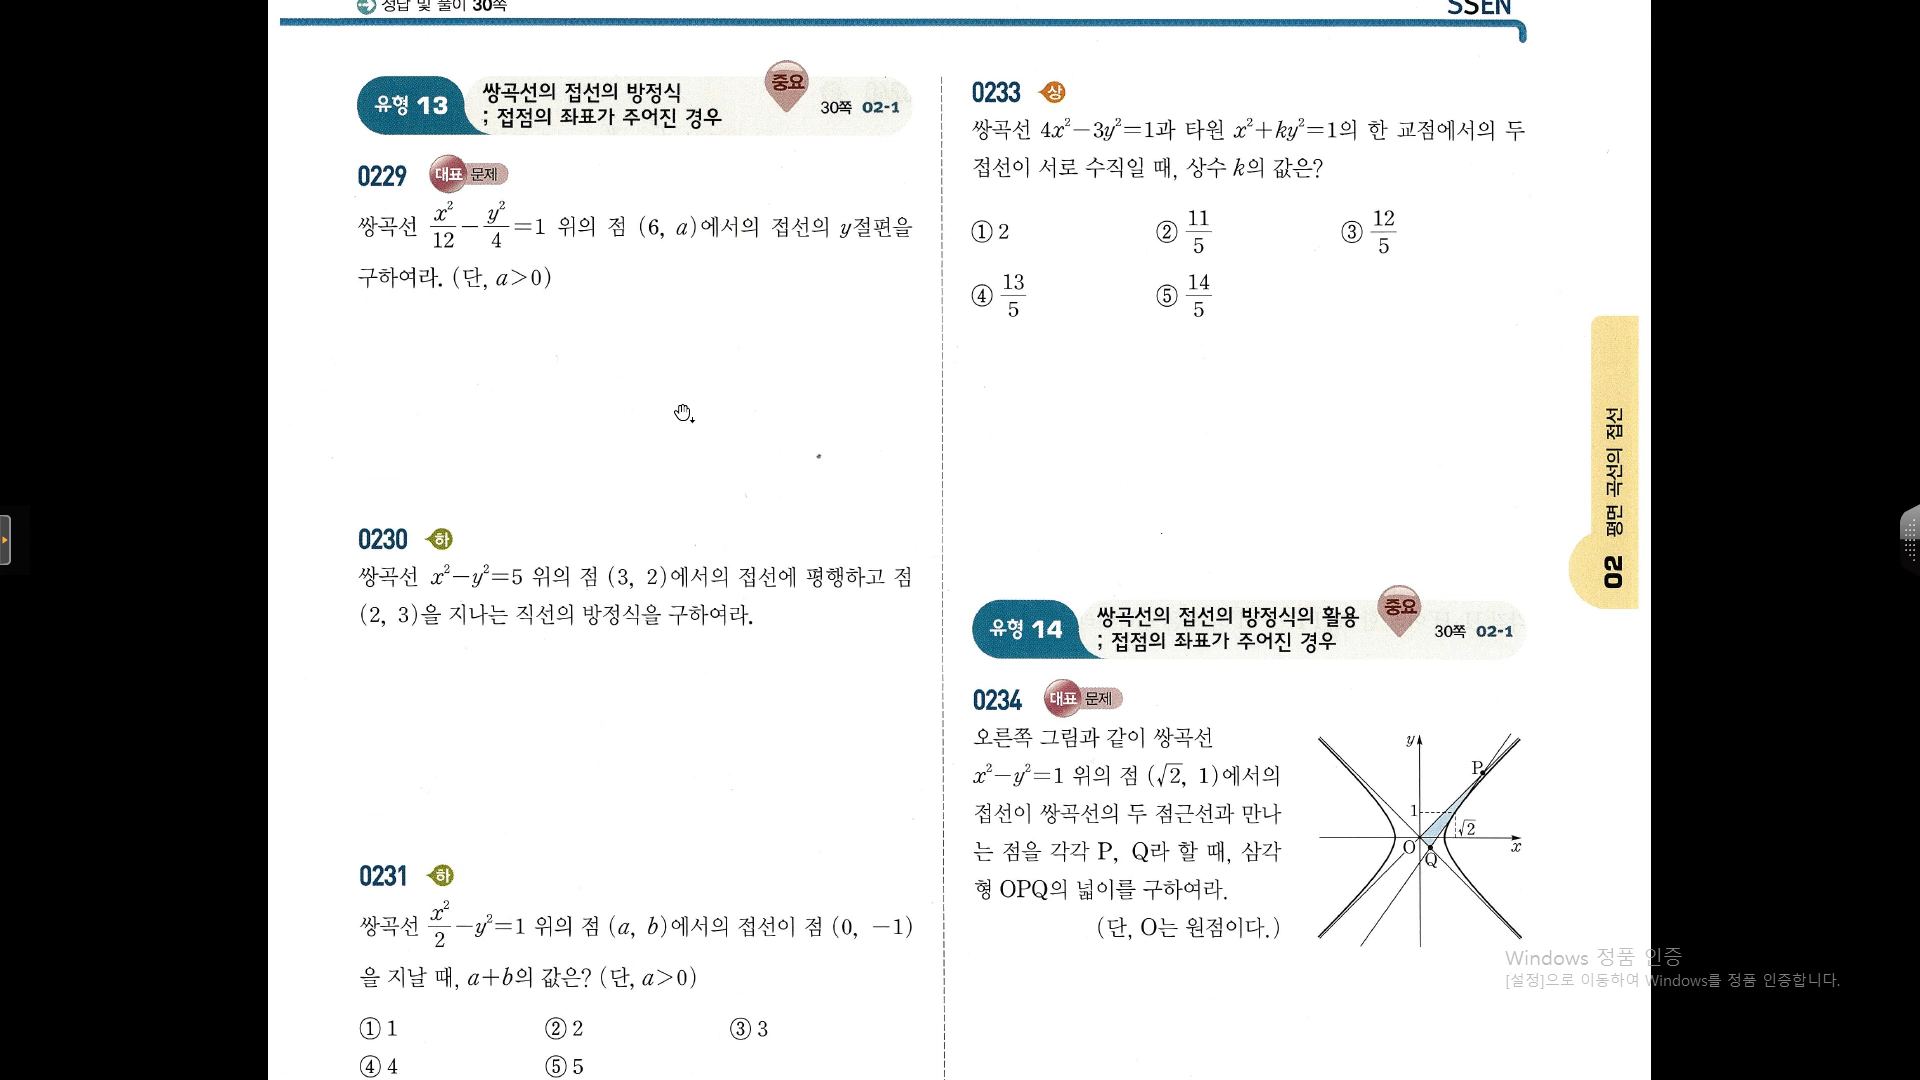 정답 및 풀이 30쪽
SSEN
유형 13
쌍곡선의 접선의 방정식
; 접점의 좌표가 주어진 경우
중요
30쪽 02-1
0229 대표 문제
쌍곡선 x²/12 − y²/4 = 1 위의 점 (6, a)에서의 접선의 y절편을
구하여라. (단, a>0)
0230 하
쌍곡선 x²−y²=5 위의 점 (3, 2)에서의 접선에 평행하고 점
(2, 3)을 지나는 직선의 방정식을 구하여라.
0231 하
쌍곡선 x²/2 − y²=1 위의 점 (a, b)에서의 접선이 점 (0, −1)
을 지날 때, a+b의 값은? (단, a>0)
① 1 ② 2 ③ 3
④ 4 ⑤ 5
0233 상
쌍곡선 4x²−3y²=1과 타원 x²+ky²=1의 한 교점에서의 두
접선이 서로 수직일 때, 상수 k의 값은?
① 2 ② 11/5 ③ 12/5
④ 13/5 ⑤ 14/5
유형 14
쌍곡선의 접선의 방정식의 활용
; 접점의 좌표가 주어진 경우
중요
30쪽 02-1
0234 대표 문제
오른쪽 그림과 같이 쌍곡선
x²−y²=1 위의 점 (√2, 1)에서의
접선이 쌍곡선의 두 점근선과 만나
는 점을 각각 P, Q라 할 때, 삼각
형 OPQ의 넓이를 구하여라.
(단, O는 원점이다.)
y
P
1
√2
O
Q
x
02 평면 곡선의 접선
Windows 정품 인증
[설정]으로 이동하여 Windows를 정품 인증합니다.